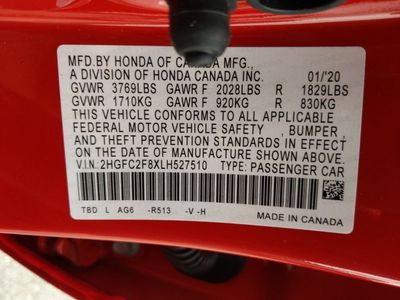 MFD.BY HONDA OF CANADA MFG.,
A DIVISION OF HONDA CANADA INC. 01/'20
GVWR 3769LBS GAWR F 2028LBS R 1829LBS
GVWR 1710KG GAWR F 920KG R 830KG
THIS VEHICLE CONFORMS TO ALL APPLICABLE
FEDERAL MOTOR VEHICLE SAFETY , BUMPER ,
AND THEFT PREVENTION STANDARDS IN EFFECT
ON THE DATE OF MANUFACTURE SHOWN ABOVE.
V.I.N. 2HGFC2F8XLH527510 TYPE: PASSENGER CAR
TBD L AG6 -R513 -V -H
MADE IN CANADA